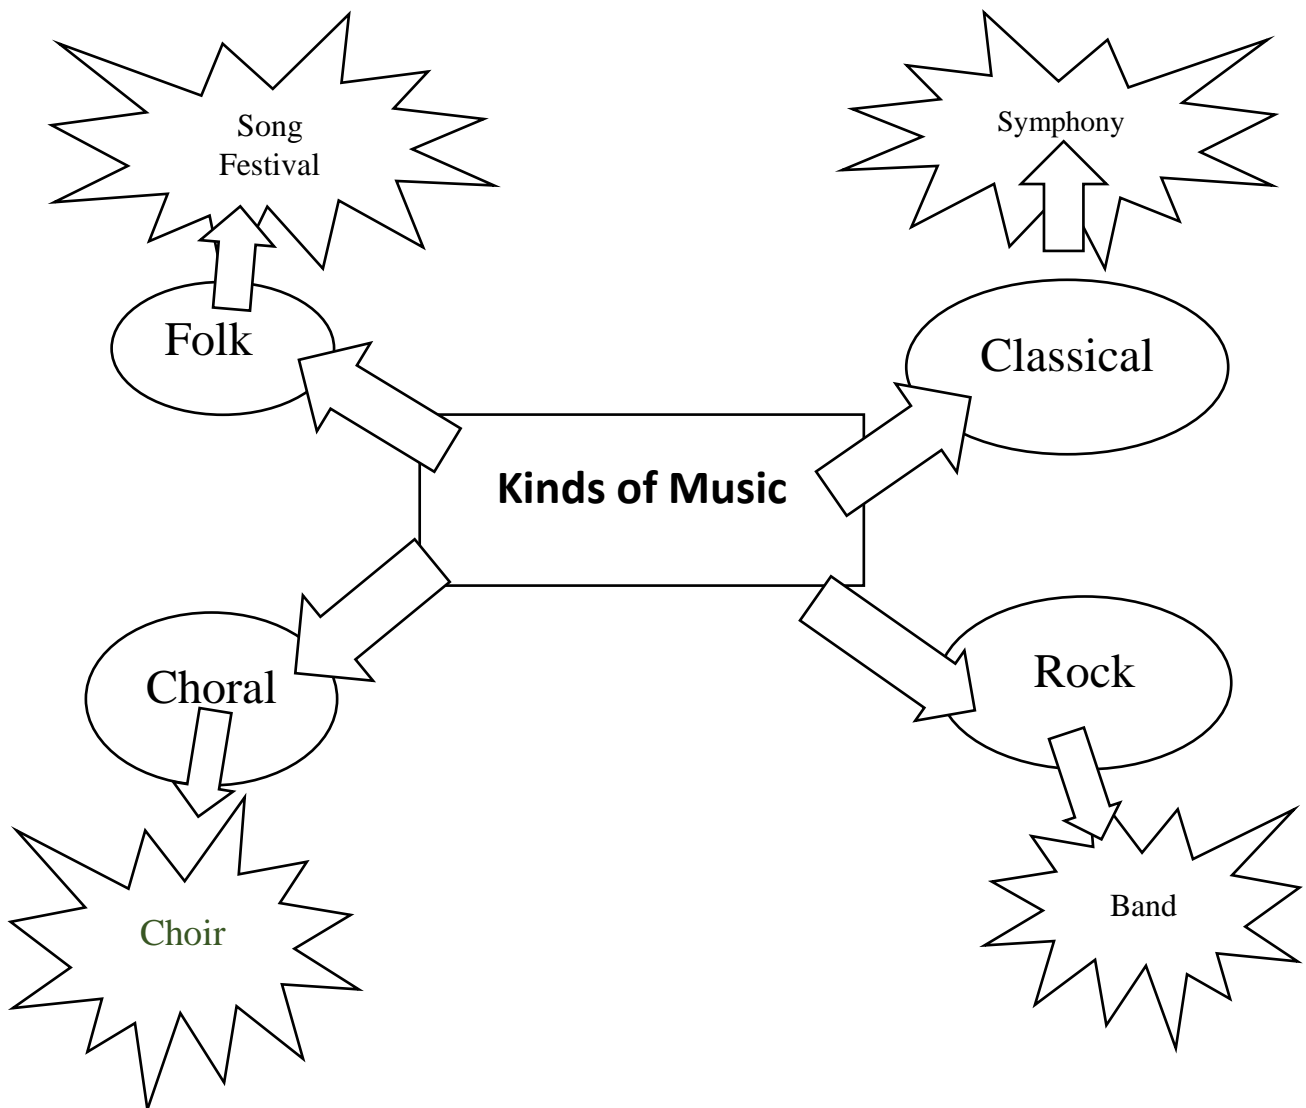 Song
Festival
Symphony
Folk
Classical
Kinds of Music
Choral
Rock
Choir
Band